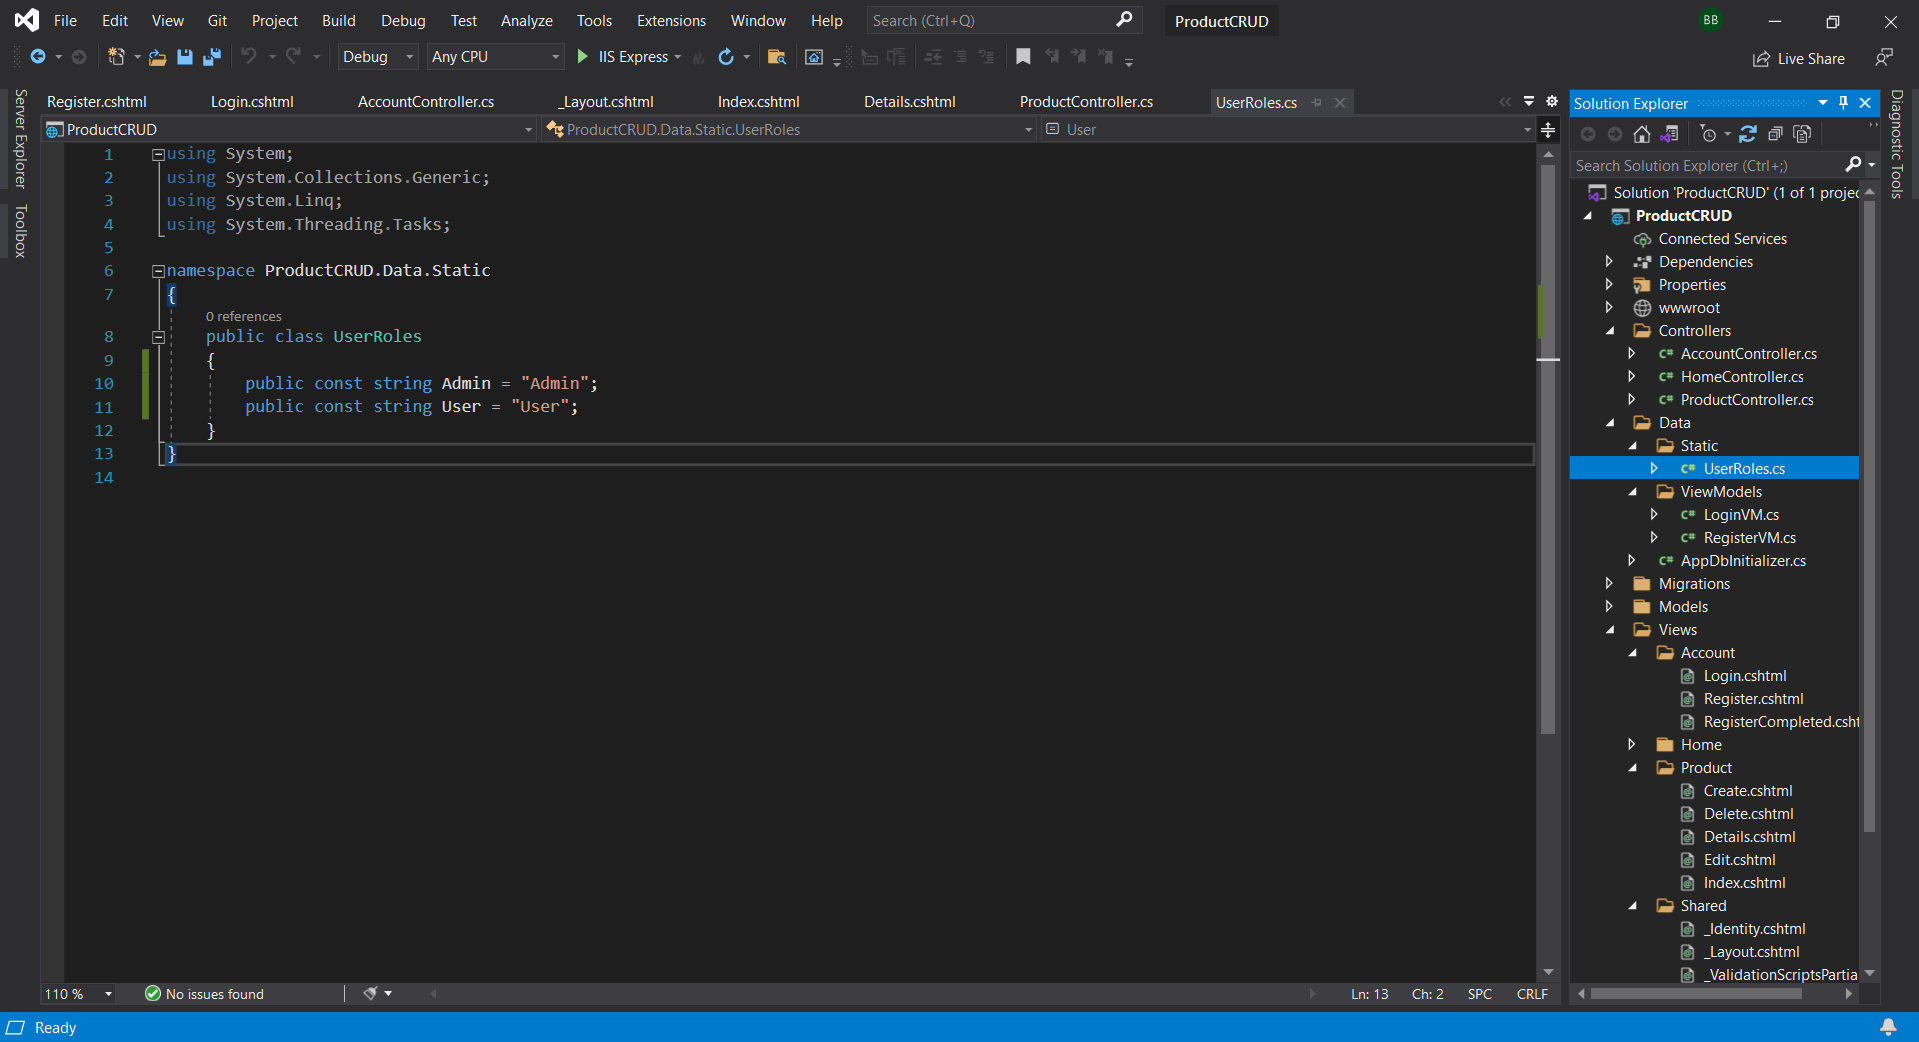 File Edit View Git Project Build Debug Test Analyze Tools Extensions Window Help Search (Ctrl+Q) ProductCRUD BB
Debug Any CPU IIS Express Live Share
Server Explorer
Toolbox
Register.cshtml Login.cshtml AccountController.cs _Layout.cshtml Index.cshtml Details.cshtml ProductController.cs UserRoles.cs
ProductCRUD ProductCRUD.Data.Static.UserRoles User
1 using System;
2 using System.Collections.Generic;
3 using System.Linq;
4 using System.Threading.Tasks;
5
6 namespace ProductCRUD.Data.Static
7 {
0 references
8 public class UserRoles
9 {
10 public const string Admin = "Admin";
11 public const string User = "User";
12 }
13 }
14
110 % No issues found Ln: 13 Ch: 2 SPC CRLF
Solution Explorer
Search Solution Explorer (Ctrl+;)
Solution 'ProductCRUD' (1 of 1 projec
ProductCRUD
Connected Services
Dependencies
Properties
wwwroot
Controllers
C# AccountController.cs
C# HomeController.cs
C# ProductController.cs
Data
Static
C# UserRoles.cs
ViewModels
C# LoginVM.cs
C# RegisterVM.cs
C# AppDbInitializer.cs
Migrations
Models
Views
Account
Login.cshtml
Register.cshtml
RegisterCompleted.csht
Home
Product
Create.cshtml
Delete.cshtml
Details.cshtml
Edit.cshtml
Index.cshtml
Shared
_Identity.cshtml
_Layout.cshtml
_ValidationScriptsPartia
Diagnostic Tools
Ready